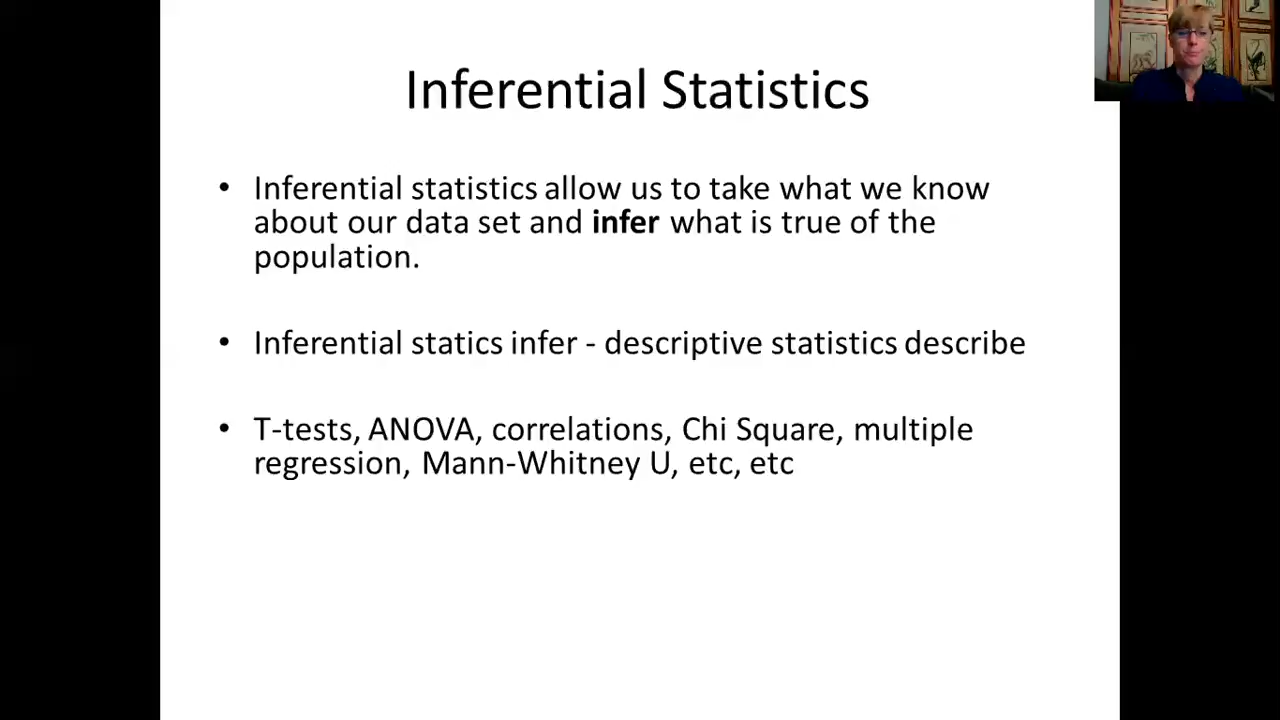 Inferential Statistics
• Inferential statistics allow us to take what we know
about our data set and infer what is true of the
population.
• Inferential statics infer - descriptive statistics describe
• T-tests, ANOVA, correlations, Chi Square, multiple
regression, Mann-Whitney U, etc, etc